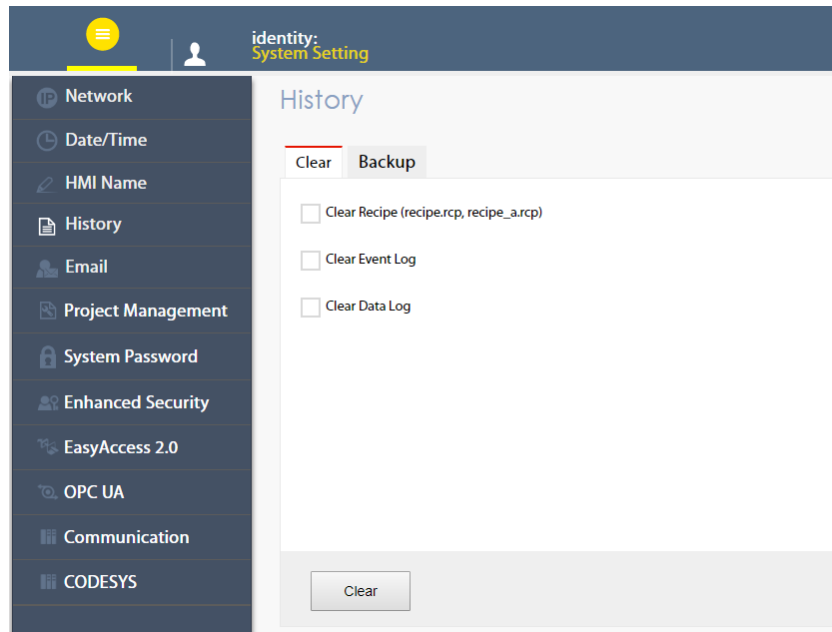 identity:
System Setting
Network
Date/Time
HMI Name
History
Email
Project Management
System Password
Enhanced Security
EasyAccess 2.0
OPC UA
Communication
CODESYS
History
Clear Backup
Clear Recipe (recipe.rcp, recipe_a.rcp)
Clear Event Log
Clear Data Log
Clear